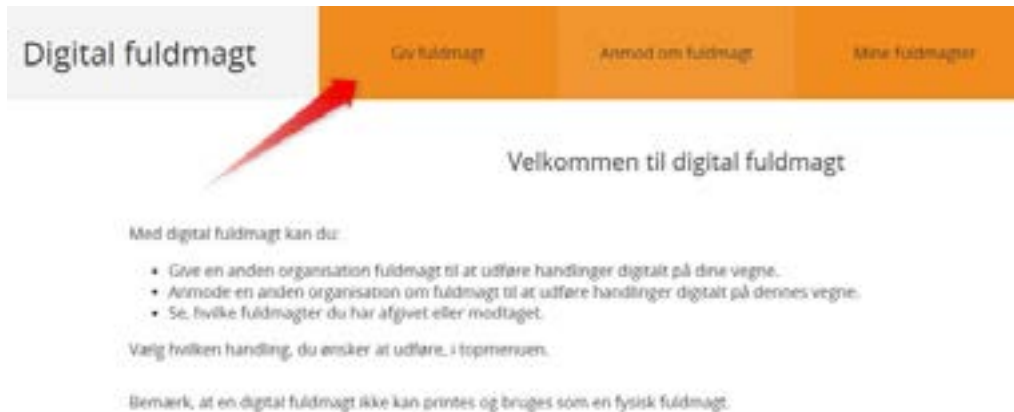 Digital fuldmagt
Giv fuldmagt
Anmod om fuldmagt
Mine fuldmagter
Velkommen til digital fuldmagt
Med digital fuldmagt kan du:
• Give en anden organisation fuldmagt til at udføre handlinger digitalt på dine vegne.
• Anmode en anden organisation om fuldmagt til at udføre handlinger digitalt på dennes vegne.
• Se, hvilke fuldmagter du har afgivet eller modtaget.
Vælg hvilken handling, du ønsker at udføre, i topmenuen.
Bemærk, at en digital fuldmagt ikke kan printes og bruges som en fysisk fuldmagt.